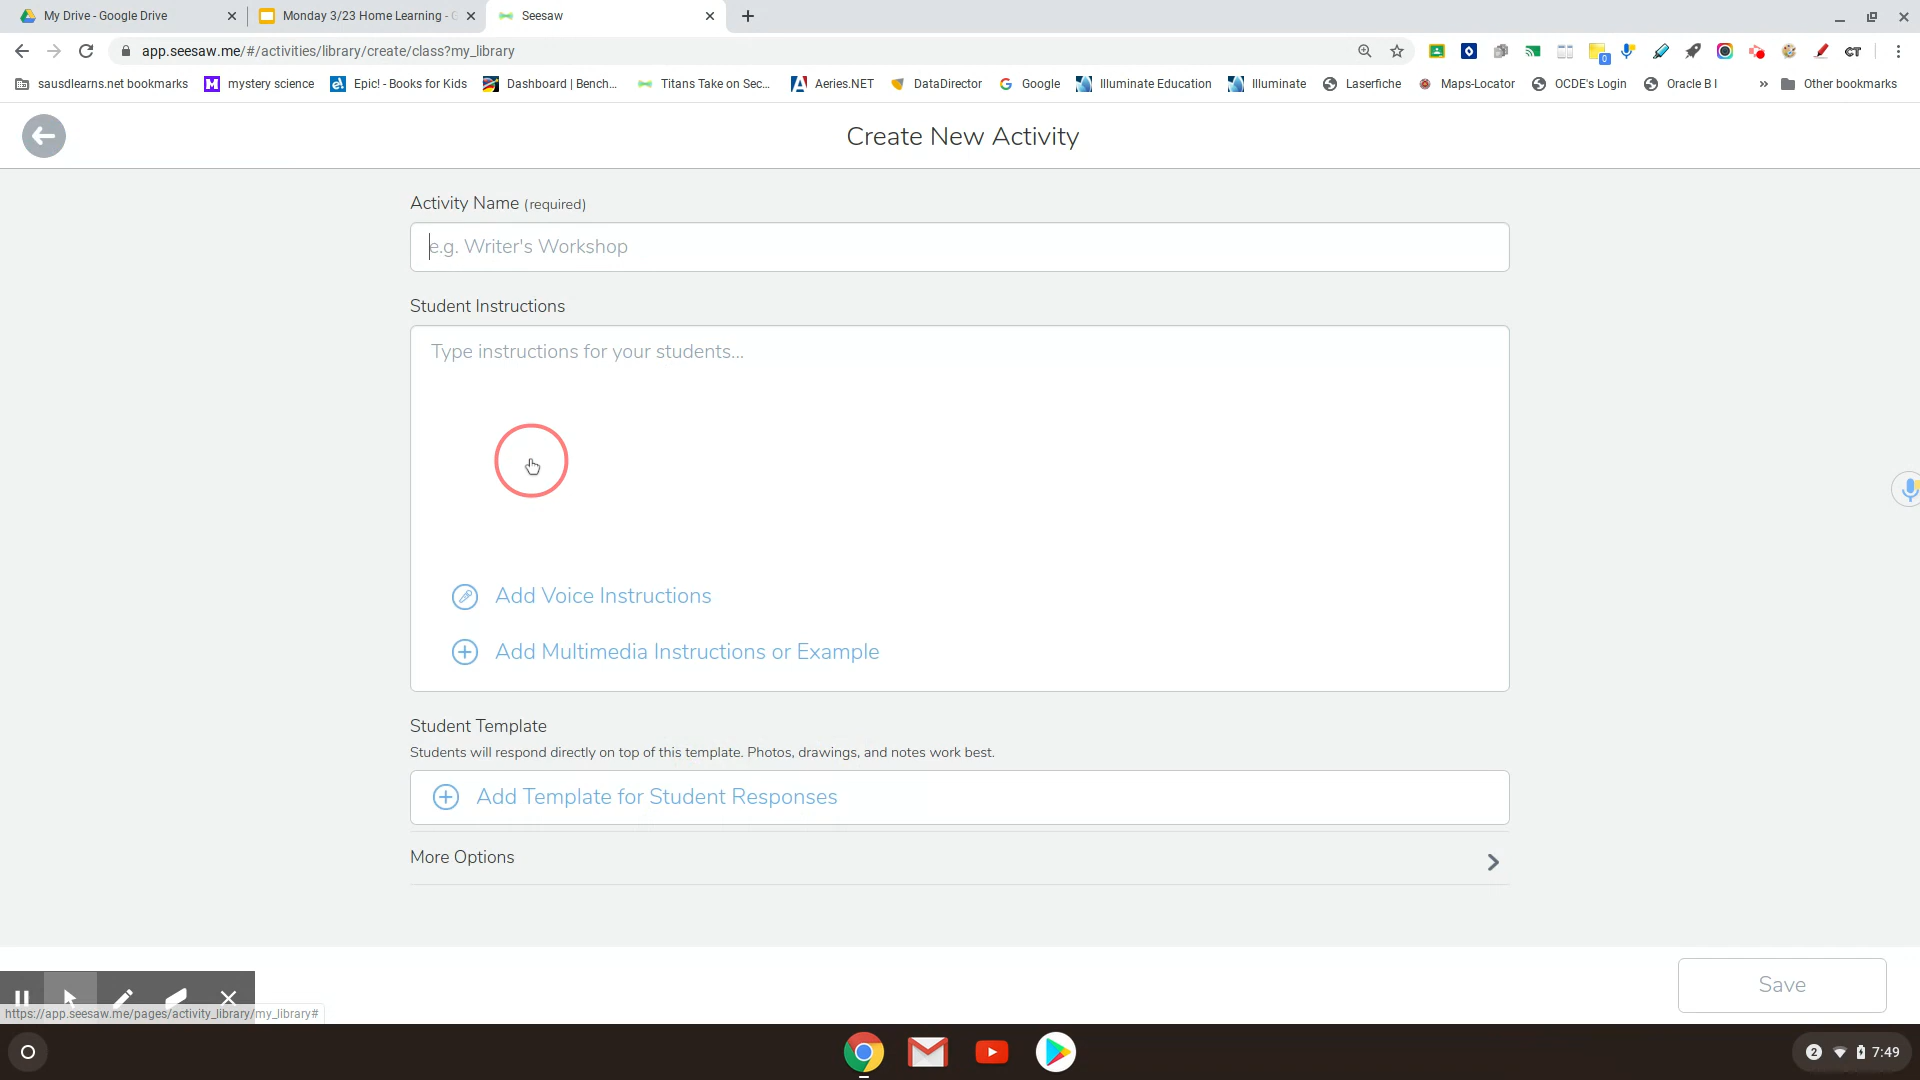 My Drive - Google Drive
Monday 3/23 Home Learning - G
Seesaw
app.seesaw.me/#/activities/library/create/class?my_library
0
CT
sausdlearns.net bookmarks
mystery science
Epic! - Books for Kids
Dashboard | Bench...
Titans Take on Sec...
Aeries.NET
DataDirector
Google
Illuminate Education
Illuminate
Laserfiche
Maps-Locator
OCDE's Login
Oracle B I
»
Other bookmarks
Create New Activity
Activity Name (required)
e.g. Writer's Workshop
Student Instructions
Type instructions for your students...
Add Voice Instructions
Add Multimedia Instructions or Example
Student Template
Students will respond directly on top of this template. Photos, drawings, and notes work best.
Add Template for Student Responses
More Options
Save
https://app.seesaw.me/pages/activity_library/my_library#
2
7:49